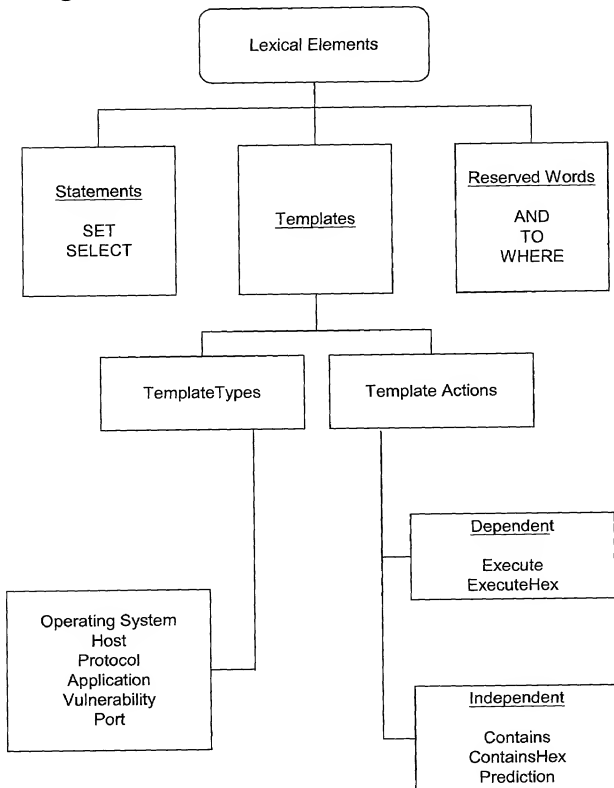 Lexical Elements
Statements
SET
SELECT
Templates
Reserved Words
AND
TO
WHERE
TemplateTypes
Template Actions
Dependent
Execute
ExecuteHex
Operating System
Host
Protocol
Application
Vulnerability
Port
Independent
Contains
ContainsHex
Prediction